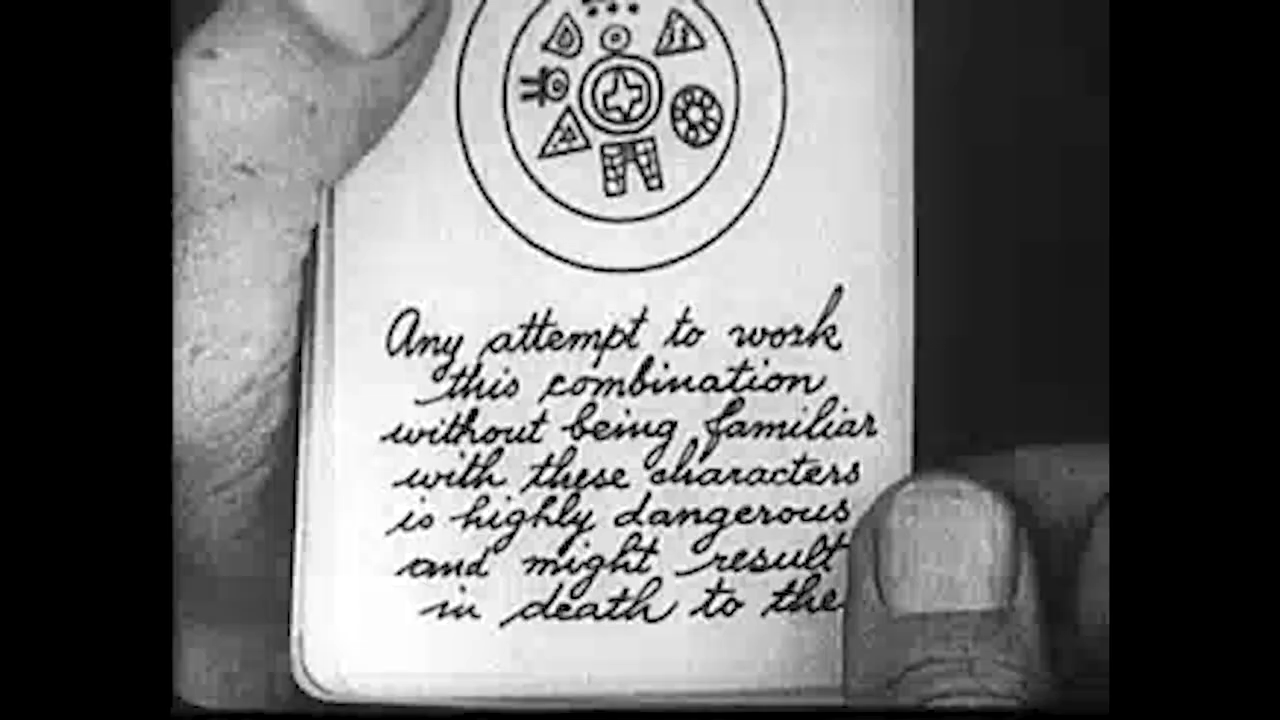 Any attempt to work
this combination
without being familiar
with these characters
is highly dangerous
and might result
in death to the